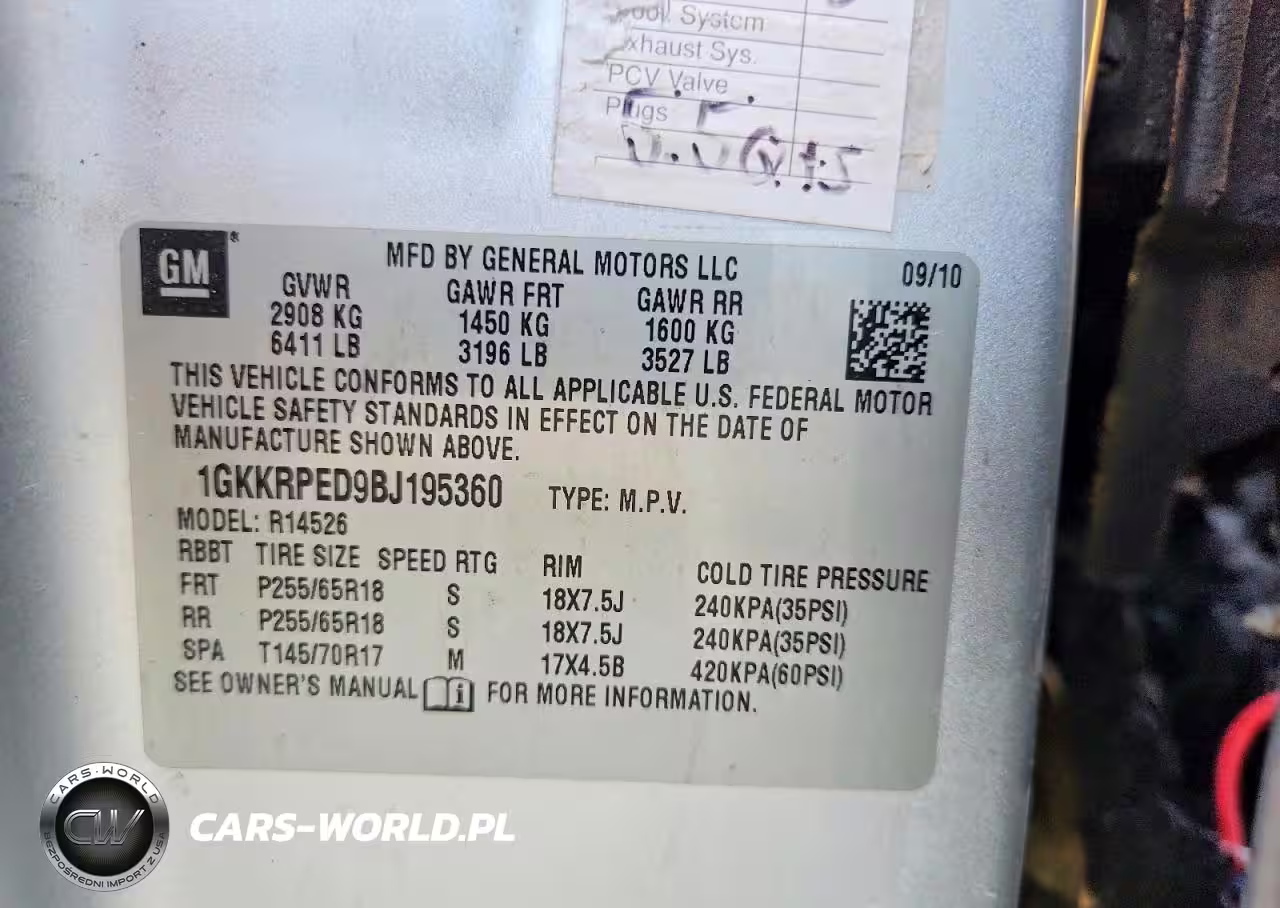 System
Exhaust Sys.
PCV Valve
Plugs
GM
MFD BY GENERAL MOTORS LLC 09/10
GVWR GAWR FRT GAWR RR
2908 KG 1450 KG 1600 KG
6411 LB 3196 LB 3527 LB
THIS VEHICLE CONFORMS TO ALL APPLICABLE U.S. FEDERAL MOTOR
VEHICLE SAFETY STANDARDS IN EFFECT ON THE DATE OF
MANUFACTURE SHOWN ABOVE.
1GKKRPED9BJ195360 TYPE: M.P.V.
MODEL: R14526
RBBT TIRE SIZE SPEED RTG RIM COLD TIRE PRESSURE
FRT P255/65R18 S 18X7.5J 240KPA(35PSI)
RR P255/65R18 S 18X7.5J 240KPA(35PSI)
SPA T145/70R17 M 17X4.5B 420KPA(60PSI)
SEE OWNER'S MANUAL i FOR MORE INFORMATION.
CARS-WORLD
CW
BEZPOŚREDNI IMPORT Z USA
CARS-WORLD.PL